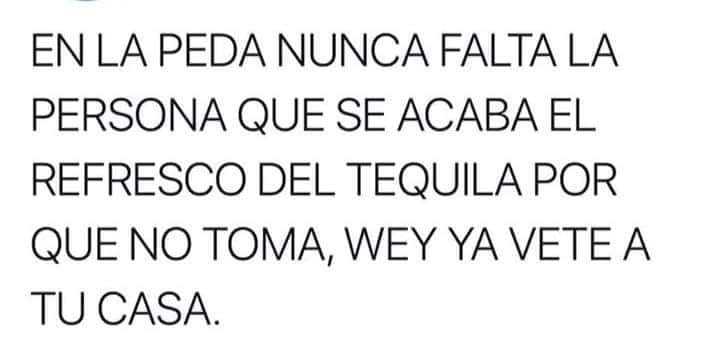 EN LA PEDA NUNCA FALTA LA
PERSONA QUE SE ACABA EL
REFRESCO DEL TEQUILA POR
QUE NO TOMA, WEY YA VETE A
TU CASA.